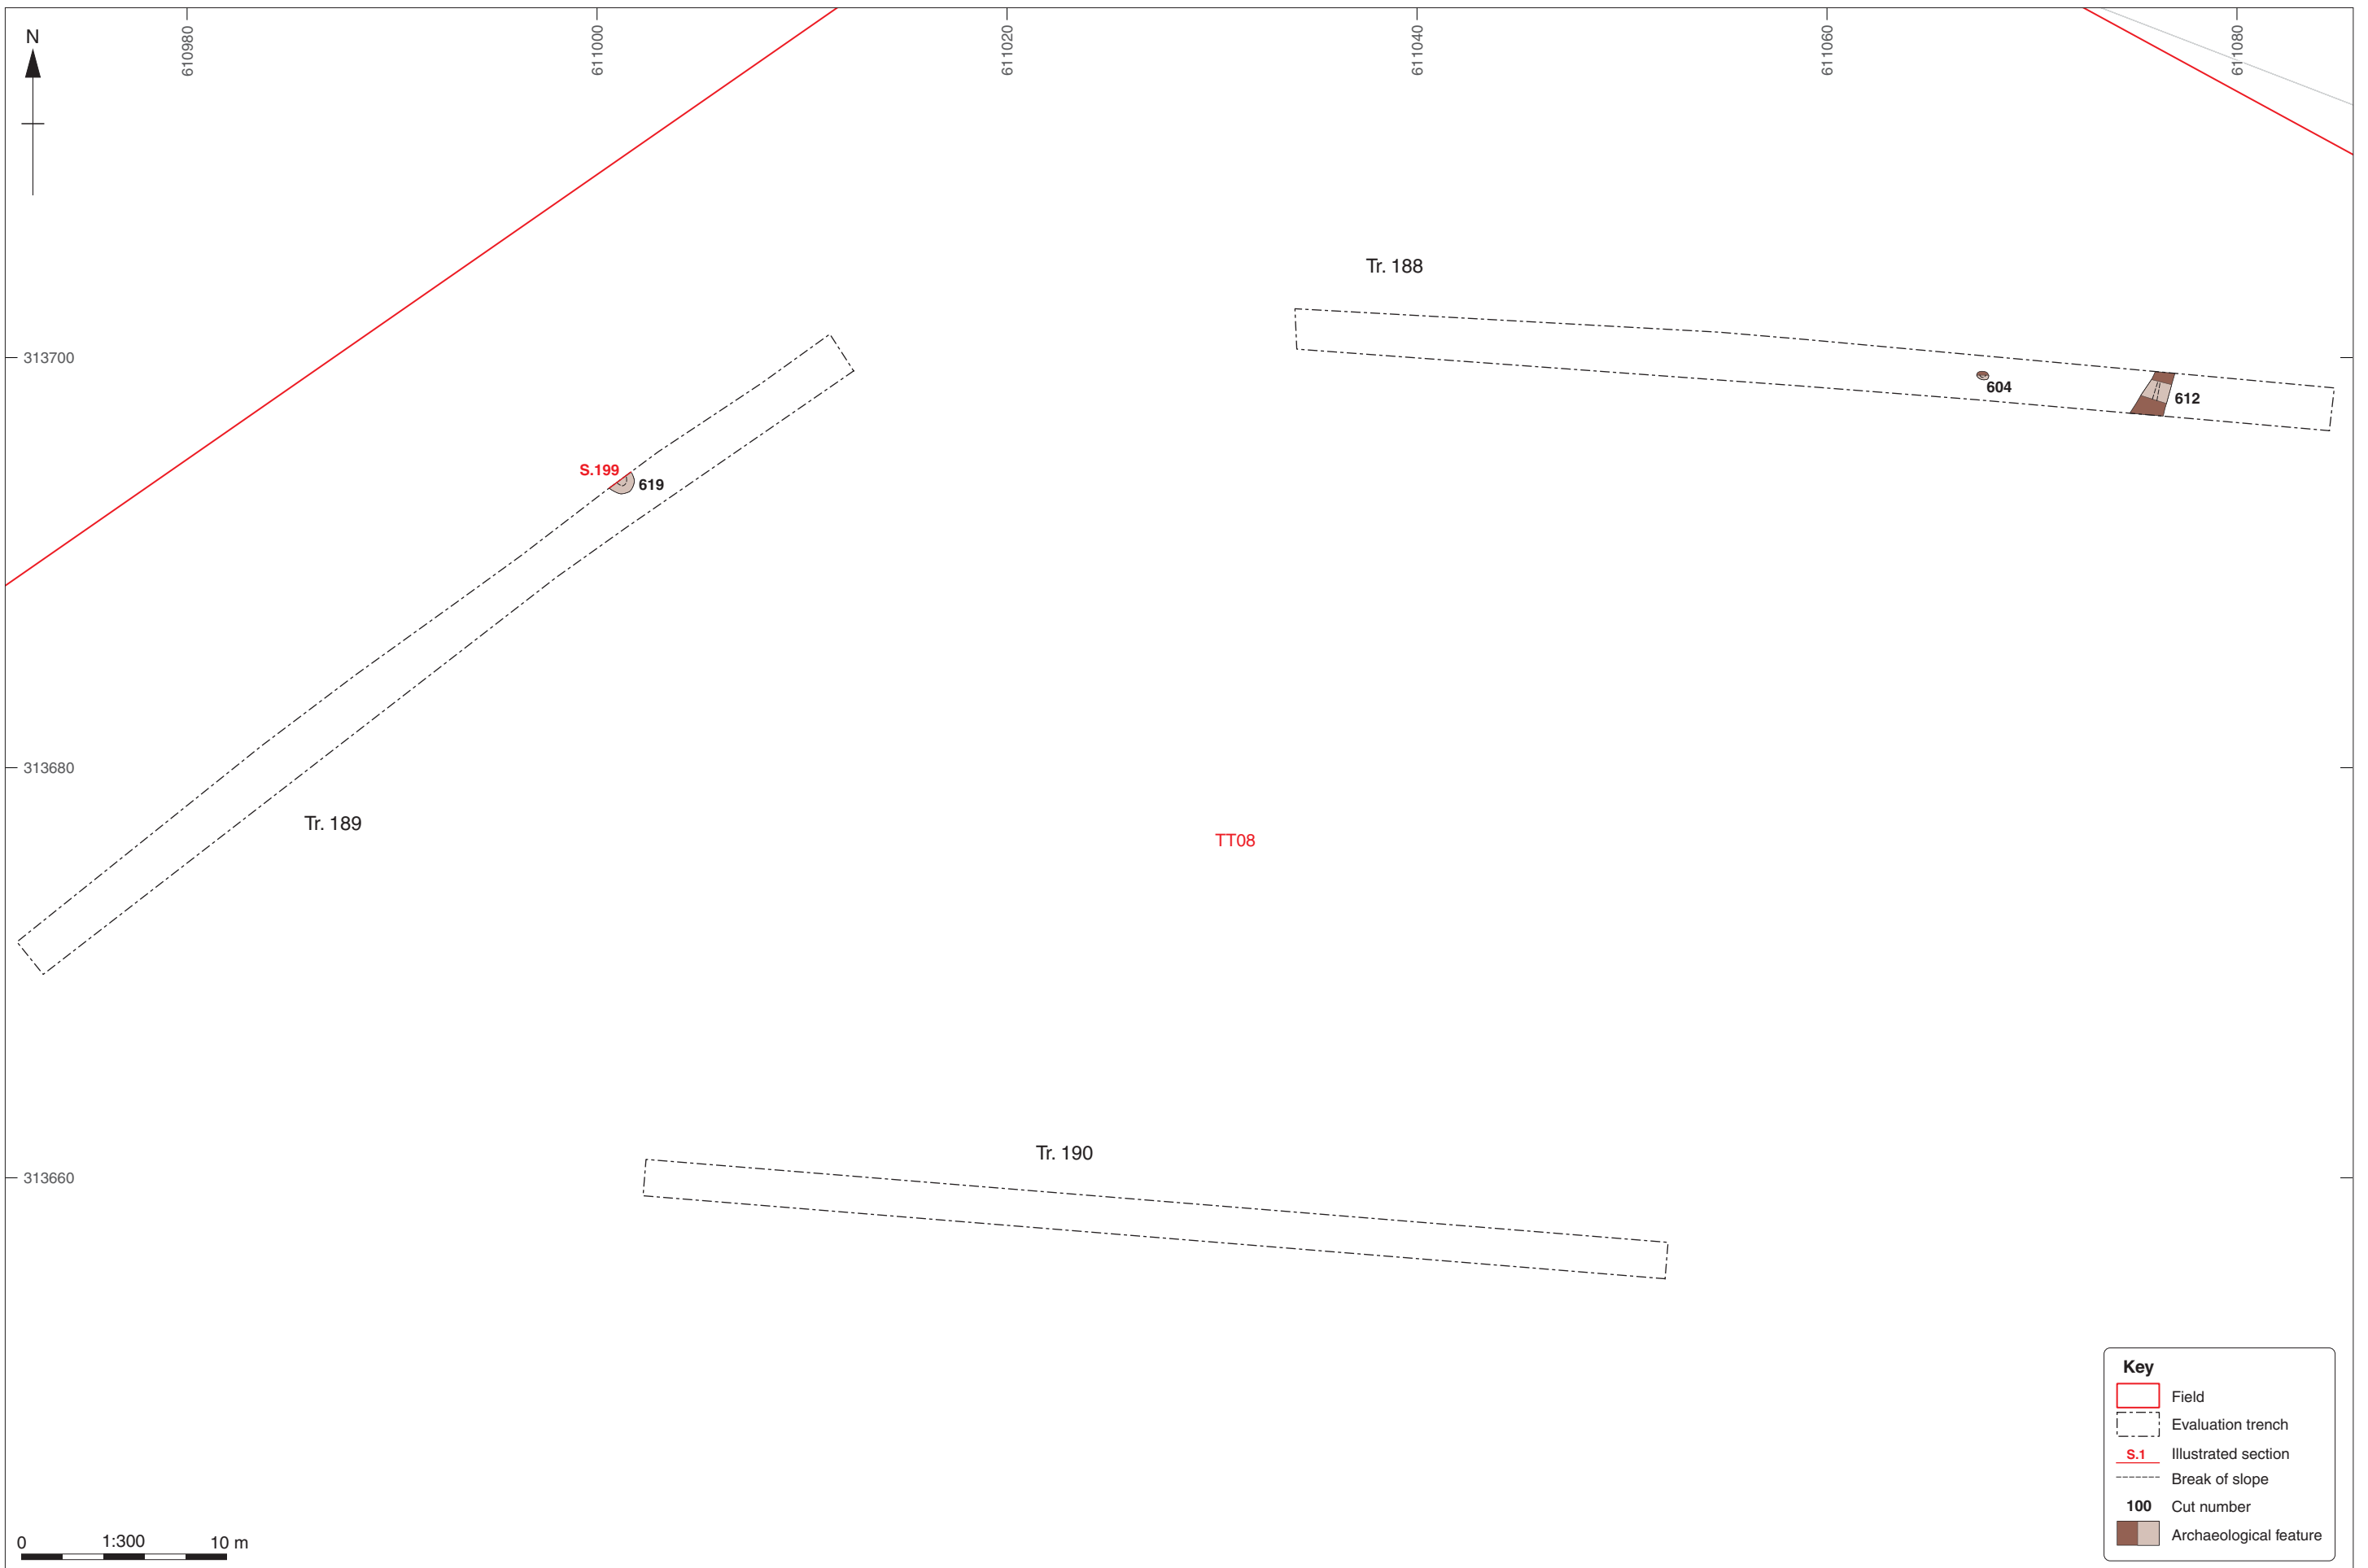 N
610980
611000
611020
611040
611060
611080
Tr. 188
313700
604
612
S.199
619
313680
Tr. 189
TT08
Tr. 190
313660
Key
Field
Evaluation trench
S.1 Illustrated section
Break of slope
100 Cut number
Archaeological feature
0 1:300 10 m